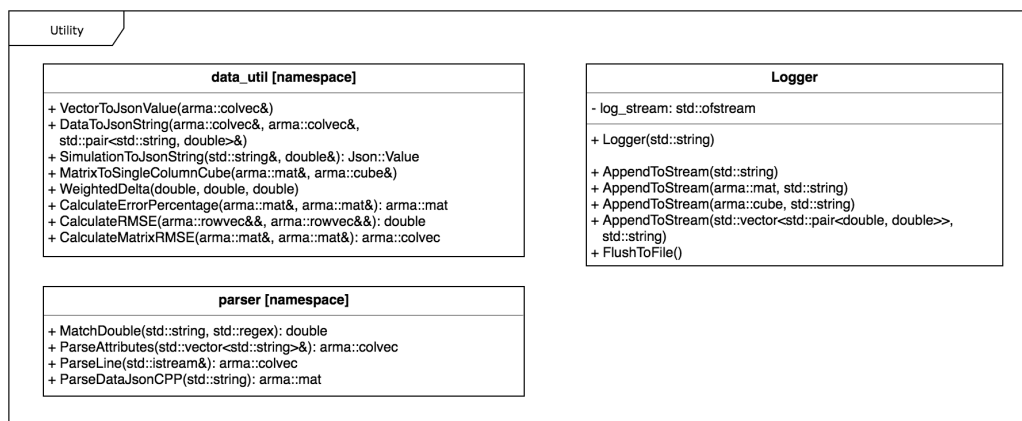 Utility
data_util [namespace]
+ VectorToJsonValue(arma::colvec&)
+ DataToJsonString(arma::colvec&, arma::colvec&,
std::pair<std::string, double>&)
+ SimulationToJsonString(std::string&, double&): Json::Value
+ MatrixToSingleColumnCube(arma::mat&, arma::cube&)
+ WeightedDelta(double, double, double)
+ CalculateErrorPercentage(arma::mat&, arma::mat&): arma::mat
+ CalculateRMSE(arma::rowvec&&, arma::rowvec&&): double
+ CalculateMatrixRMSE(arma::mat&, arma::mat&): arma::colvec
parser [namespace]
+ MatchDouble(std::string, std::regex): double
+ ParseAttributes(std::vector<std::string>&): arma::colvec
+ ParseLine(std::istream&): arma::colvec
+ ParseDataJsonCPP(std::string): arma::mat
Logger
- log_stream: std::ofstream
+ Logger(std::string)
+ AppendToStream(std::string)
+ AppendToStream(arma::mat, std::string)
+ AppendToStream(arma::cube, std::string)
+ AppendToStream(std::vector<std::pair<double, double>>,
std::string)
+ FlushToFile()